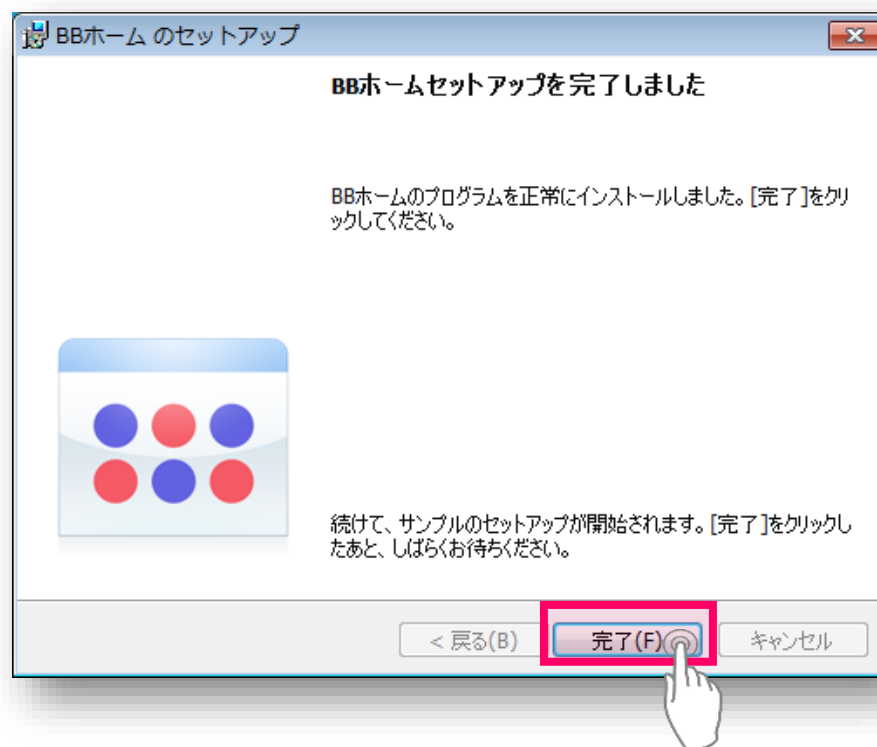 BBホーム のセットアップ
BBホームセットアップを完了しました
BBホームのプログラムを正常にインストールしました。[完了]をクリ
ックしてください。
続けて、サンプルのセットアップが開始されます。[完了]をクリックし
たあと、しばらくお待ちください。
< 戻る(B)
完了(F)
キャンセル